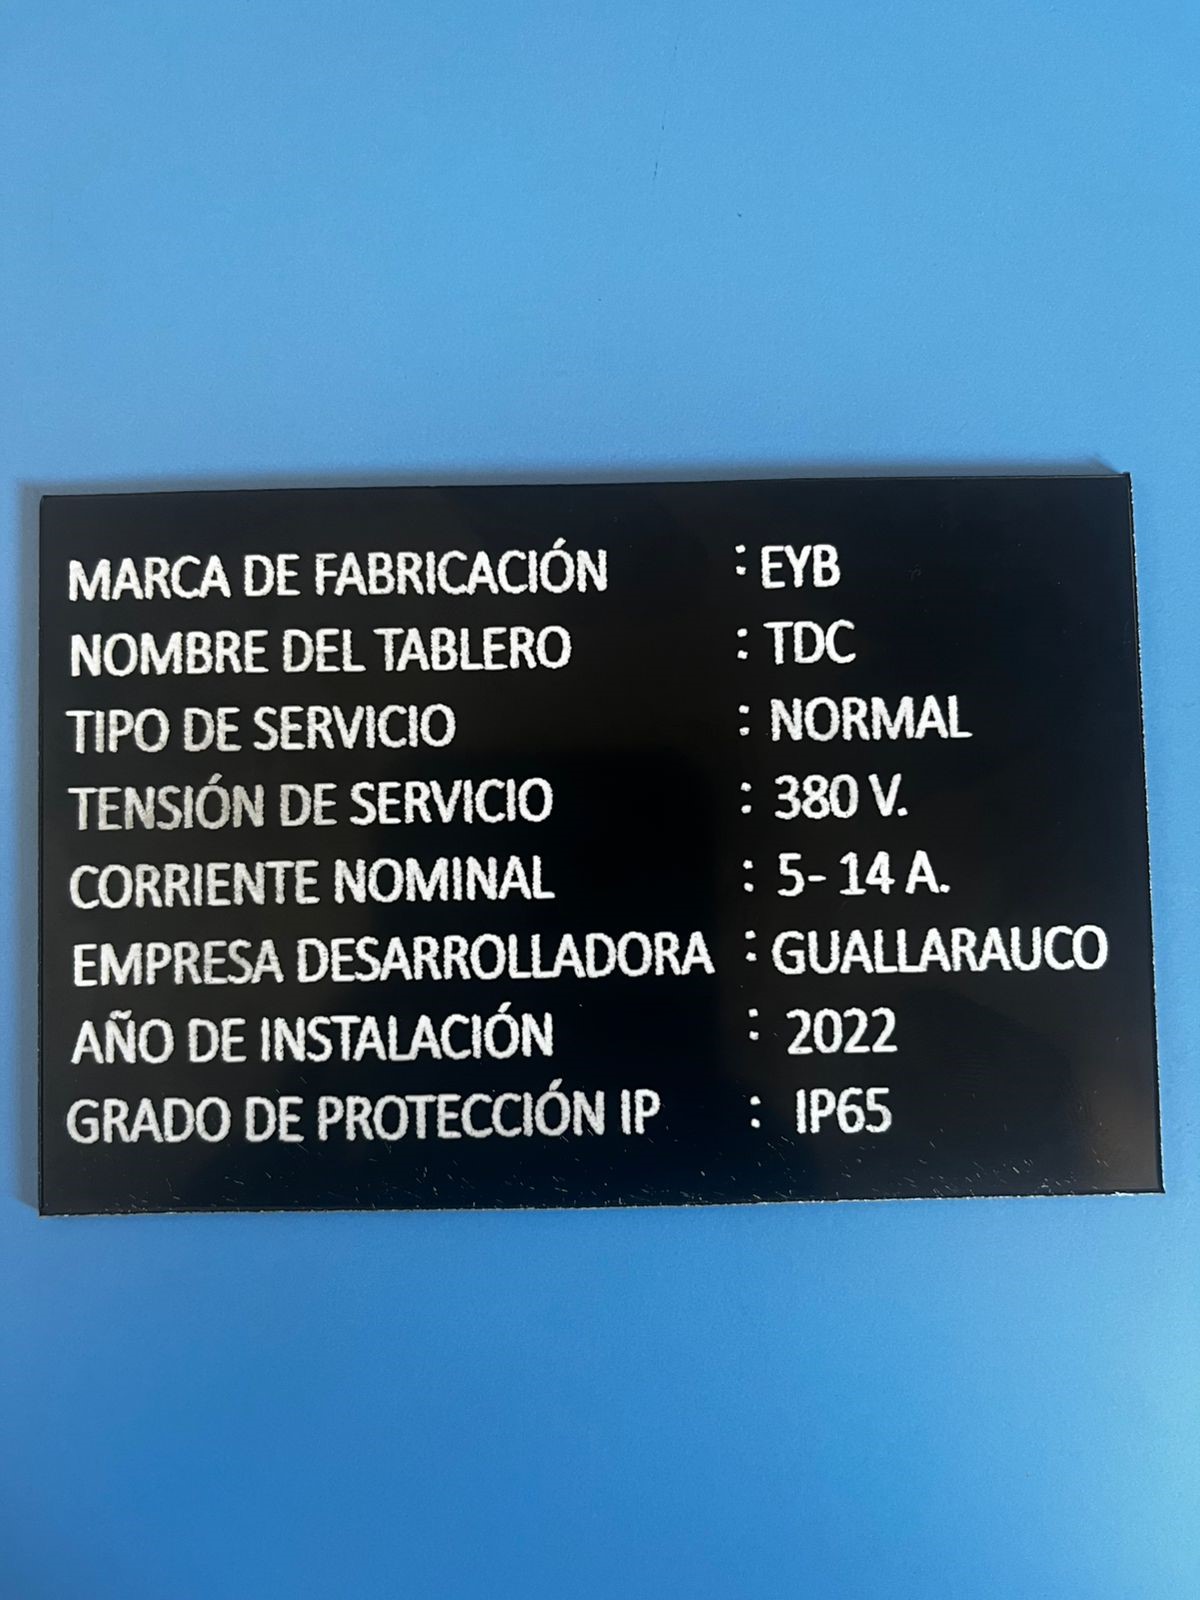 MARCA DE FABRICACIÓN : EYB
NOMBRE DEL TABLERO : TDC
TIPO DE SERVICIO : NORMAL
TENSIÓN DE SERVICIO : 380 V.
CORRIENTE NOMINAL : 5- 14 A.
EMPRESA DESARROLLADORA : GUALLARAUCO
AÑO DE INSTALACIÓN : 2022
GRADO DE PROTECCIÓN IP : IP65